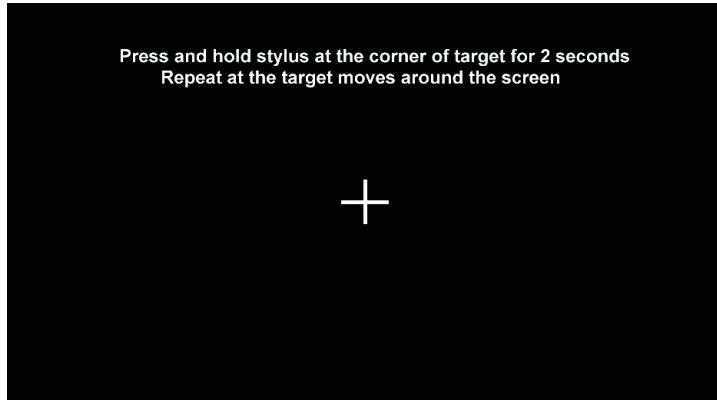 Press and hold stylus at the corner of target for 2 seconds
Repeat at the target moves around the screen